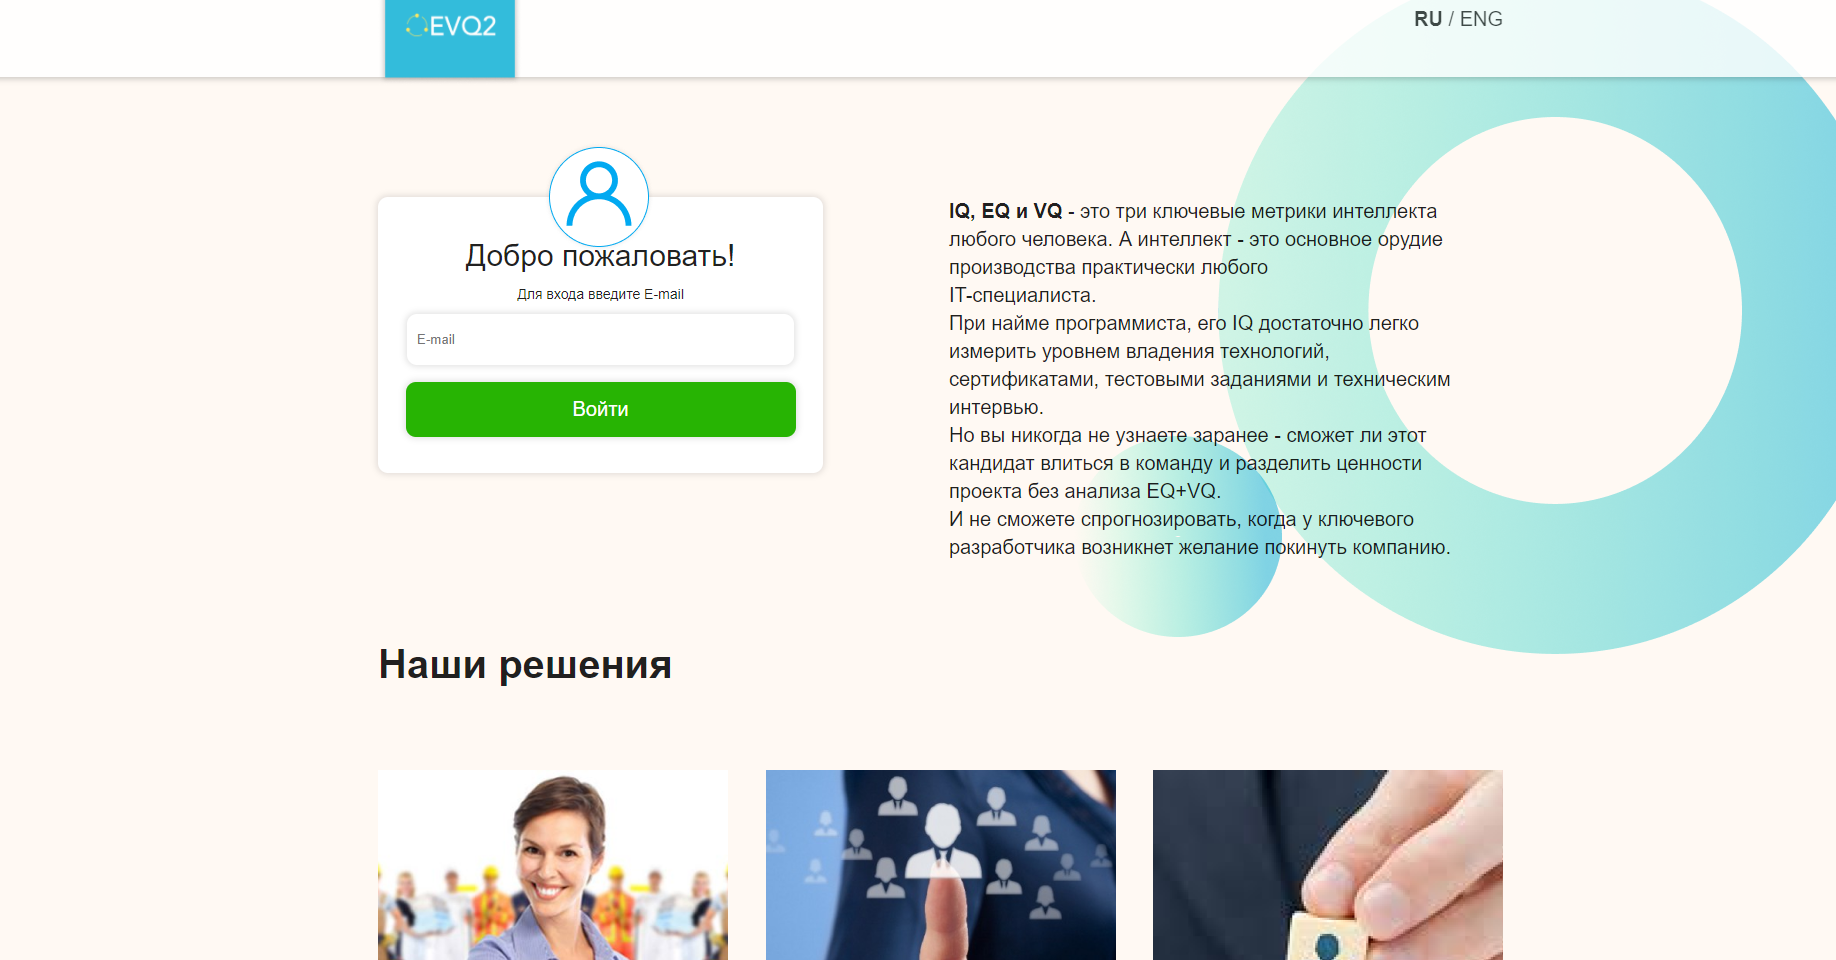 EVQ2
RU / ENG
Добро пожаловать!
Для входа введите E-mail
E-mail
Войти
IQ, EQ и VQ - это три ключевые метрики интеллекта
любого человека. А интеллект - это основное орудие
производства практически любого
IT-специалиста.
При найме программиста, его IQ достаточно легко
измерить уровнем владения технологий,
сертификатами, тестовыми заданиями и техническим
интервью.
Но вы никогда не узнаете заранее - сможет ли этот
кандидат влиться в команду и разделить ценности
проекта без анализа EQ+VQ.
И не сможете спрогнозировать, когда у ключевого
разработчика возникнет желание покинуть компанию.
Наши решения